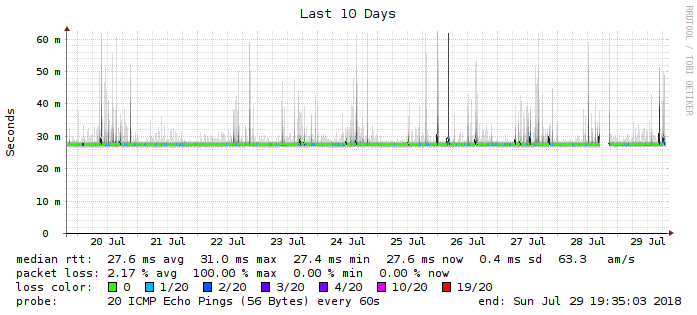 Last 10 Days
RRDTOOL / TOBI OETIKER
Seconds
60 m
50 m
40 m
30 m
20 m
10 m
0
20 Jul 21 Jul 22 Jul 23 Jul 24 Jul 25 Jul 26 Jul 27 Jul 28 Jul 29 Jul
median rtt: 27.6 ms avg 31.0 ms max 27.4 ms min 27.6 ms now 0.4 ms sd 63.3 am/s
packet loss: 2.17 % avg 100.00 % max 0.00 % min 0.00 % now
loss color: 0 1/20 2/20 3/20 4/20 10/20 19/20
probe: 20 ICMP Echo Pings (56 Bytes) every 60s end: Sun Jul 29 19:35:03 2018